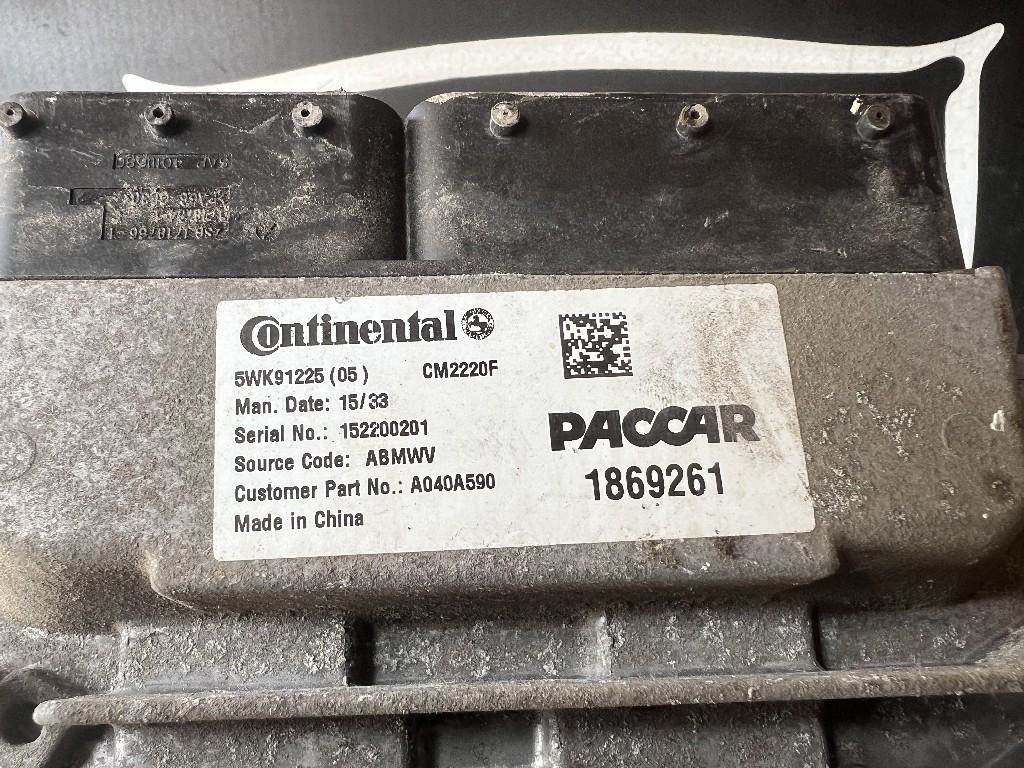 Continental
5WK91225 (05) CM2220F
Man. Date: 15/33
Serial No.: 152200201
Source Code: ABMWV
Customer Part No.: A040A590
Made in China
PACCAR
1869261